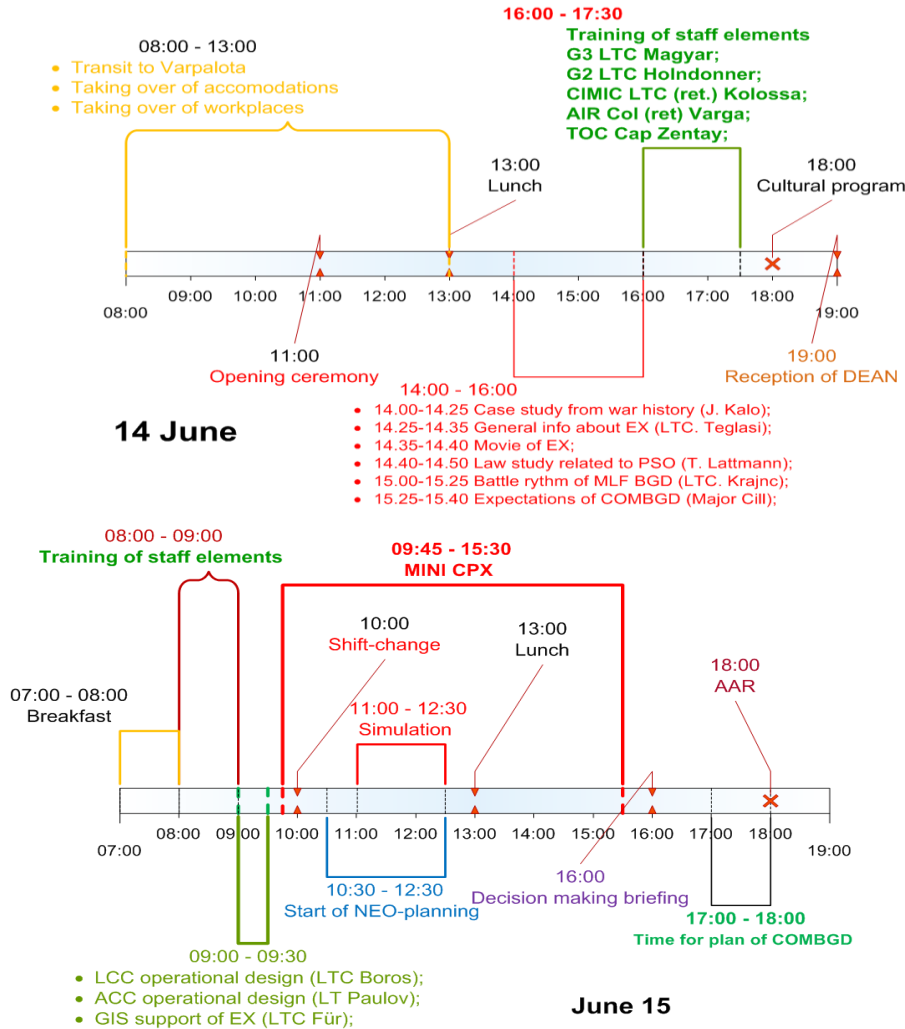 08:00 - 13:00
• Transit to Varpalota
• Taking over of accomodations
• Taking over of workplaces
16:00 - 17:30
Training of staff elements
G3 LTC Magyar;
G2 LTC Holndonner;
CIMIC LTC (ret.) Kolossa;
AIR Col (ret) Varga;
TOC Cap Zentay;
13:00
Lunch
18:00
Cultural program
08:00
09:00
10:00
11:00
12:00
13:00
14:00
15:00
16:00
17:00
18:00
19:00
11:00
Opening ceremony
19:00
Reception of DEAN
14:00 - 16:00
• 14.00-14.25 Case study from war history (J. Kalo);
• 14.25-14.35 General info about EX (LTC. Teglasi);
• 14.35-14.40 Movie of EX;
• 14.40-14.50 Law study related to PSO (T. Lattmann);
• 15.00-15.25 Battle rythm of MLF BGD (LTC. Krajnc);
• 15.25-15.40 Expectations of COMBGD (Major Cill);
14 June
08:00 - 09:00
Training of staff elements
09:45 - 15:30
MINI CPX
10:00
Shift-change
13:00
Lunch
18:00
AAR
07:00 - 08:00
Breakfast
11:00 - 12:30
Simulation
07:00
08:00
09:00
10:00
11:00
12:00
13:00
14:00
15:00
16:00
17:00
18:00
19:00
10:30 - 12:30
Start of NEO-planning
16:00
Decision making briefing
17:00 - 18:00
Time for plan of COMBGD
09:00 - 09:30
• LCC operational design (LTC Boros);
• ACC operational design (LT Paulov);
• GIS support of EX (LTC Für);
June 15